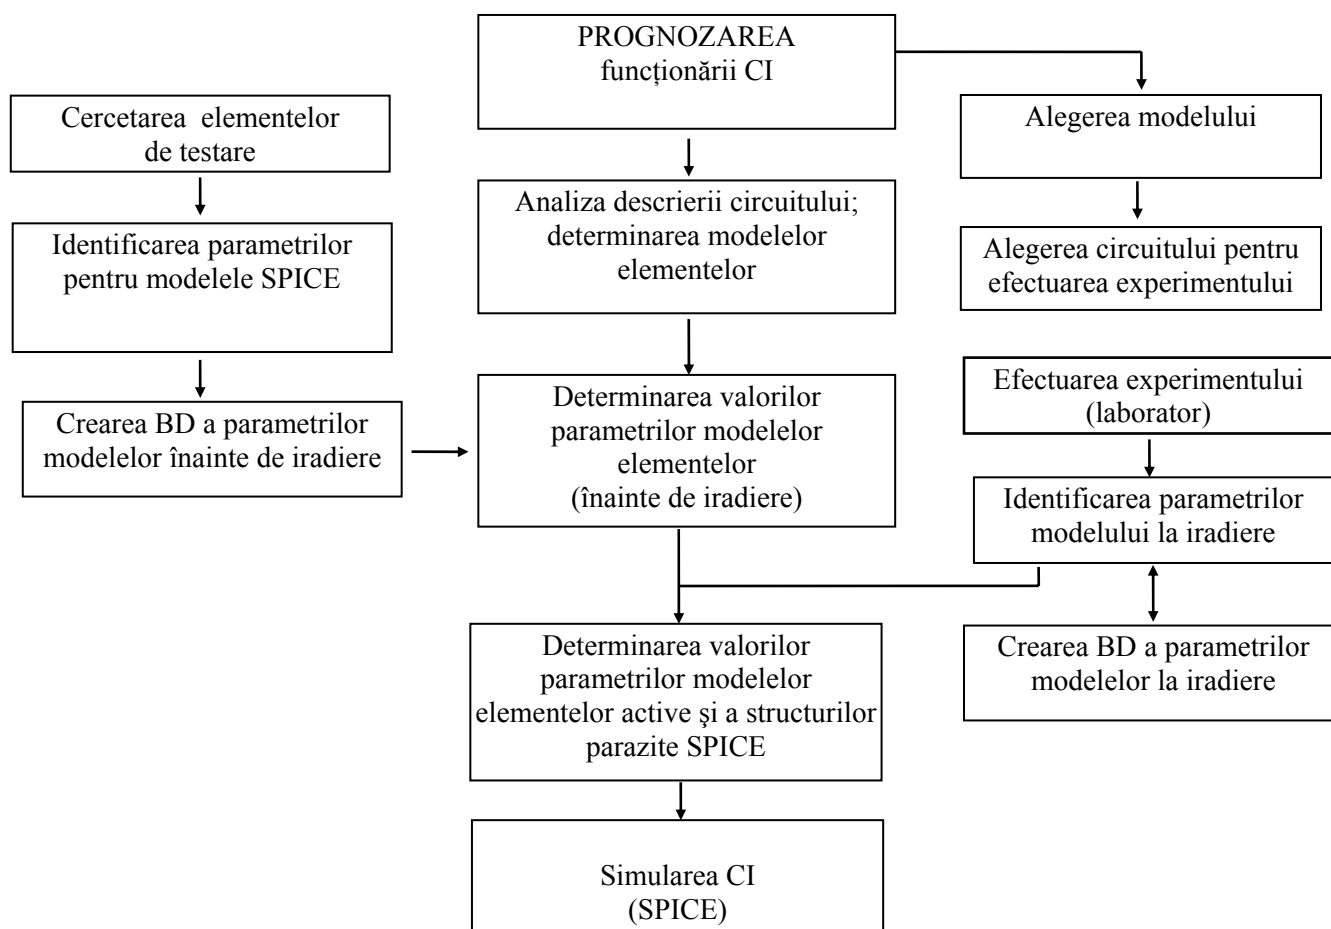 PROGNOZAREA
funcționării CI
Cercetarea elementelor
de testare
Alegerea modelului
Analiza descrierii circuitului;
determinarea modelelor
elementelor
Identificarea parametrilor
pentru modelele SPICE
Alegerea circuitului pentru
efectuarea experimentului
Efectuarea experimentului
(laborator)
Determinarea valorilor
parametrilor modelelor
elementelor
(înainte de iradiere)
Crearea BD a parametrilor
modelelor înainte de iradiere
Identificarea parametrilor
modelului la iradiere
Determinarea valorilor
parametrilor modelelor
elementelor active şi a structurilor
parazite SPICE
Crearea BD a parametrilor
modelelor la iradiere
Simularea CI
(SPICE)